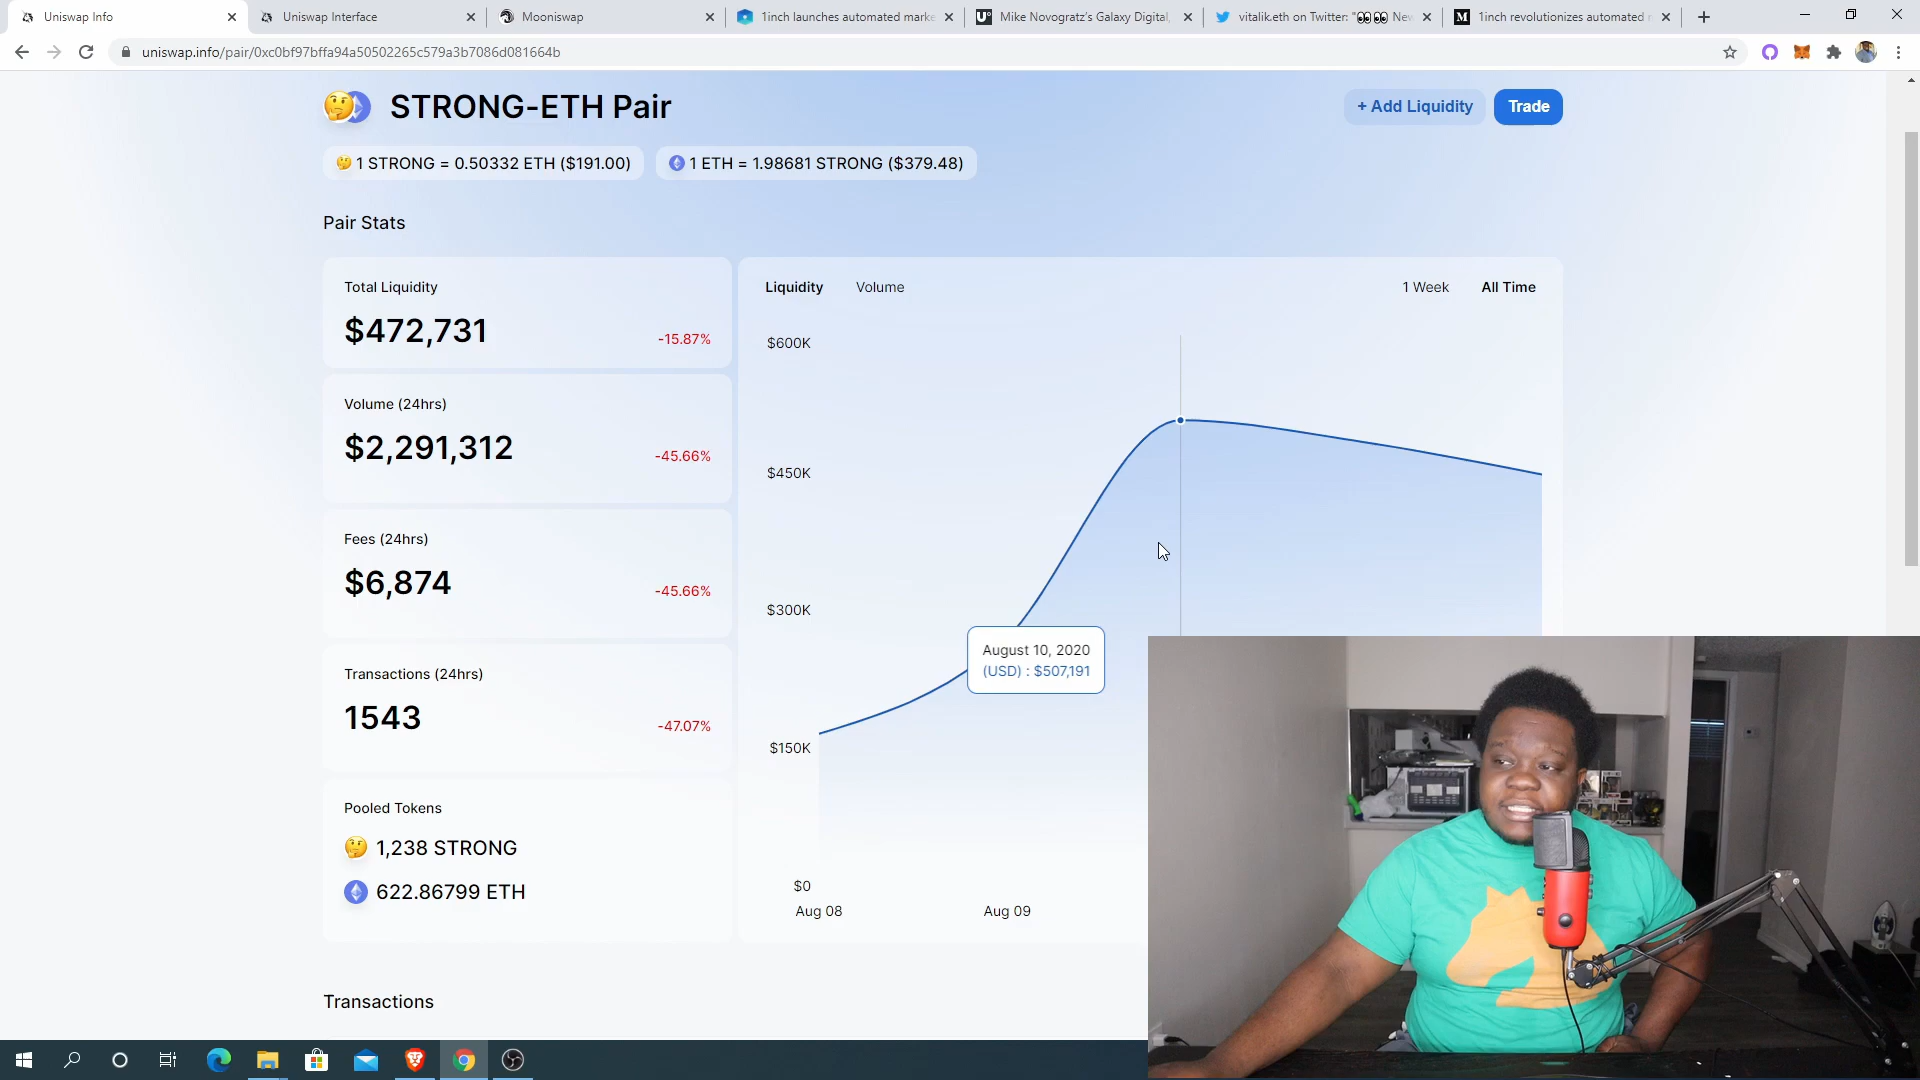 Uniswap Info
Uniswap Interface
Mooniswap
1inch launches automated marke
Mike Novogratz's Galaxy Digital,
vitalik.eth on Twitter: "👀👀 Nev
1inch revolutionizes automated
uniswap.info/pair/0xc0bf97bffa94a50502265c579a3b7086d081664b
STRONG-ETH Pair
+ Add Liquidity
Trade
1 STRONG = 0.50332 ETH ($191.00)
1 ETH = 1.98681 STRONG ($379.48)
Pair Stats
Total Liquidity
$472,731
-15.87%
Volume (24hrs)
$2,291,312
-45.66%
Fees (24hrs)
$6,874
-45.66%
Transactions (24hrs)
1543
-47.07%
Pooled Tokens
1,238 STRONG
622.86799 ETH
Liquidity
Volume
1 Week
All Time
$600K
$450K
$300K
$150K
$0
August 10, 2020
(USD) : $507,191
Aug 08
Aug 09
Transactions